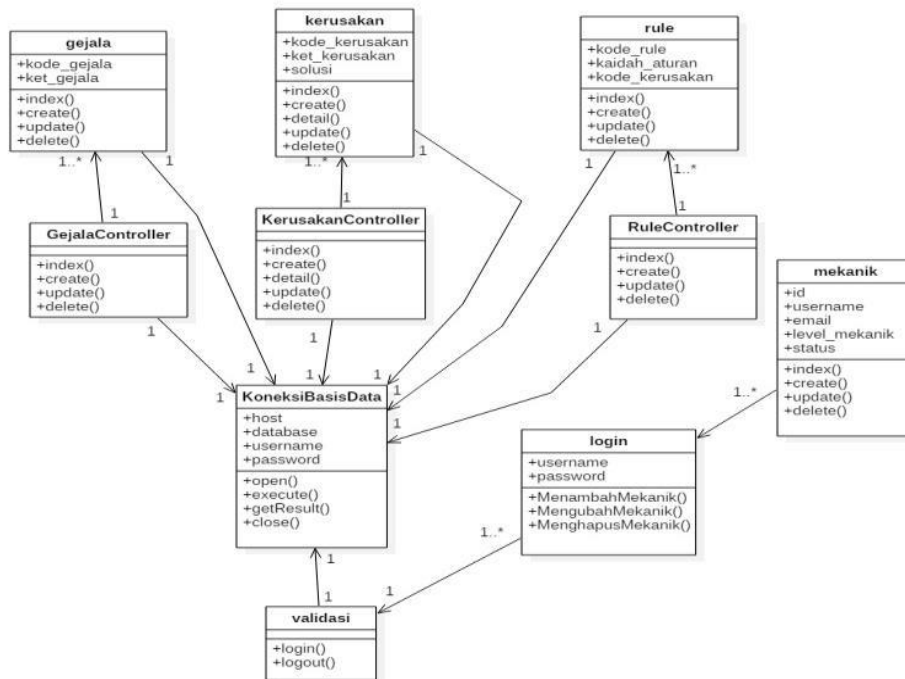 gejala
+kode_gejala
+ket_gejala
+index()
+create()
+update()
+delete()
1..*
1
kerusakan
+kode_kerusakan
+ket_kerusakan
+solusi
+index()
+create()
+detail()
+update()
+delete()
1..*
1
rule
+kode_rule
+kaidah_aturan
+kode_kerusakan
+index()
+create()
+update()
+delete()
1
1..*
1
GejalaController
+index()
+create()
+update()
+delete()
1
1
KerusakanController
+index()
+create()
+detail()
+update()
+delete()
1
1
RuleController
+index()
+create()
+update()
+delete()
1
mekanik
+id
+username
+email
+level_mekanik
+status
+index()
+create()
+update()
+delete()
1..*
1
1
1
1
1
1
KoneksiBasisData
+host
+database
+username
+password
+open()
+execute()
+getResult()
+close()
login
+username
+password
+MenambahMekanik()
+MengubahMekanik()
+MenghapusMekanik()
1..*
1
1
1
validasi
+login()
+logout()